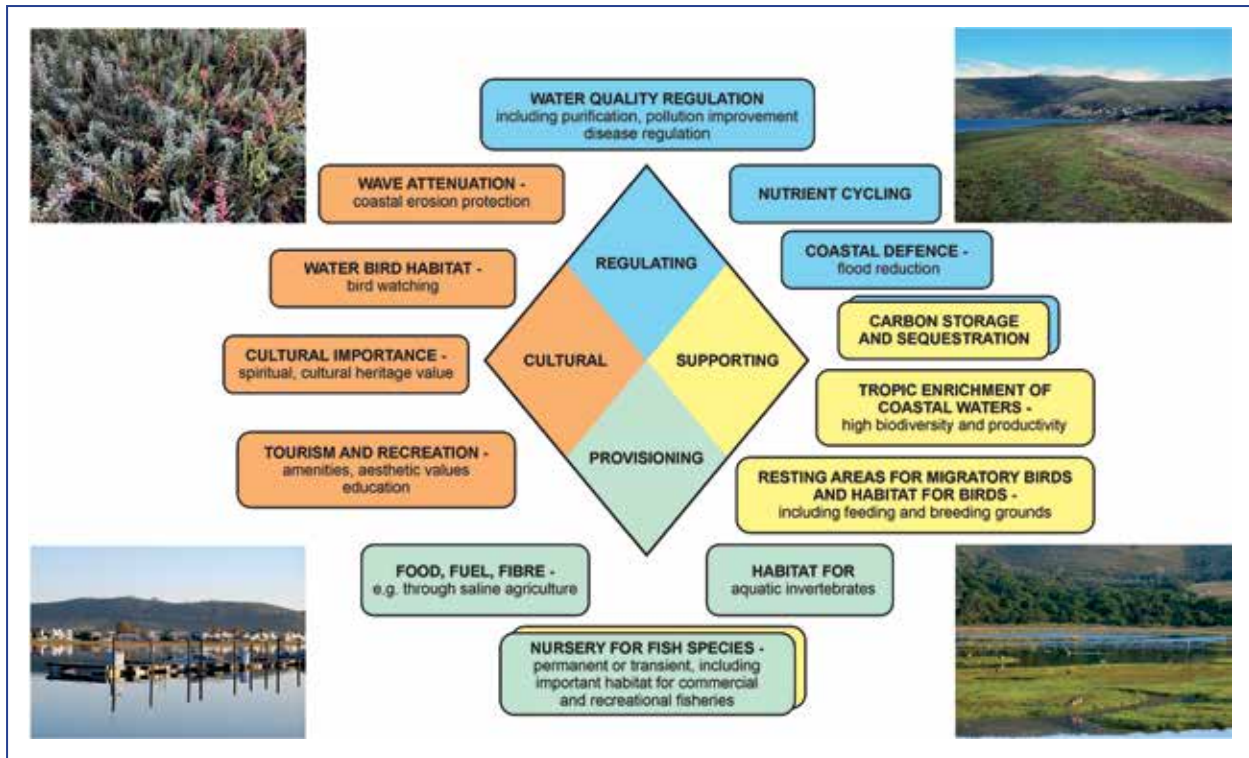 WATER QUALITY REGULATION
including purification, pollution improvement
disease regulation
WAVE ATTENUATION -
coastal erosion protection
NUTRIENT CYCLING
WATER BIRD HABITAT -
bird watching
REGULATING
COASTAL DEFENCE -
flood reduction
CARBON STORAGE
AND SEQUESTRATION
CULTURAL IMPORTANCE -
spiritual, cultural heritage value
CULTURAL
SUPPORTING
TROPIC ENRICHMENT OF
COASTAL WATERS -
high biodiversity and productivity
TOURISM AND RECREATION -
amenities, aesthetic values
education
PROVISIONING
RESTING AREAS FOR MIGRATORY BIRDS
AND HABITAT FOR BIRDS -
including feeding and breeding grounds
FOOD, FUEL, FIBRE -
e.g. through saline agriculture
HABITAT FOR
aquatic invertebrates
NURSERY FOR FISH SPECIES -
permanent or transient, including
important habitat for commercial
and recreational fisheries